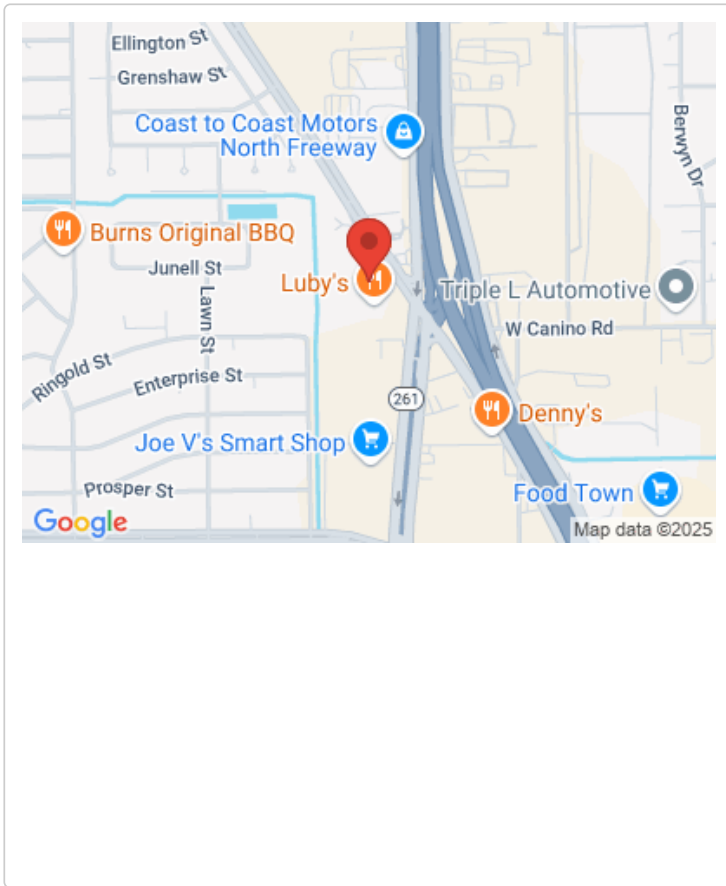 Ellington St
Grenshaw St
Coast to Coast Motors
North Freeway
Berwyn Dr
Burns Original BBQ
Junell St
Luby's
Triple L Automotive
Lawn St
W Canino Rd
Ringold St
Enterprise St
261
Denny's
Joe V's Smart Shop
Prosper St
Food Town
Google
Map data ©2025